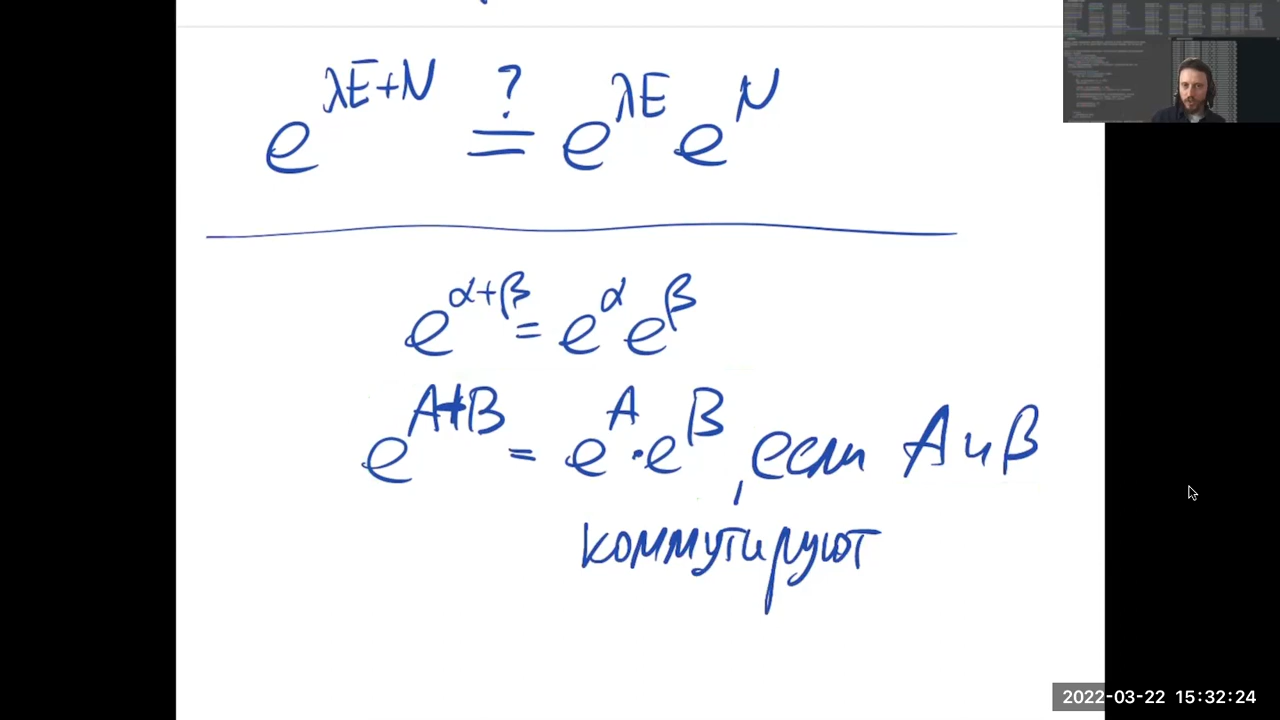 e^{λE+N} ?= e^{λE} e^{N}
e^{α+β} = e^{α} e^{β}
e^{A+B} = e^{A} · e^{B}, если A и B
коммутируют
2022-03-22 15:32:24